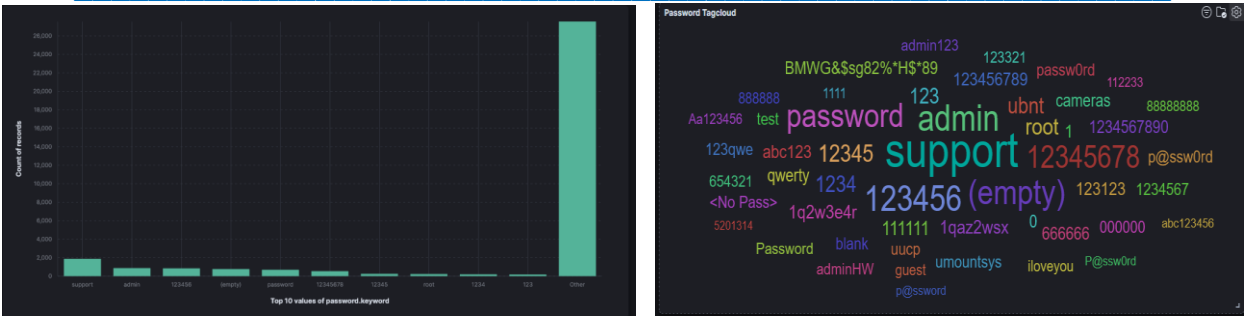 26,000
24,000
22,000
20,000
18,000
16,000
14,000
12,000
10,000
8,000
6,000
4,000
2,000
0
Count of records
support admin 123456 (empty) password 12345678 12345 root 1234 123 Other
Top 10 values of password.keyword
Password Tagcloud
admin123
123321
BMWG&$sg82%*H$*89
123456789
passw0rd
112233
888888
1111
123
ubnt
cameras
88888888
Aa123456
test
password
admin
root
1
1234567890
123qwe
abc123
12345
support
12345678
p@ssw0rd
654321
qwerty
1234
123456
(empty)
123123
1234567
<No Pass>
1q2w3e4r
5201314
111111
1qaz2wsx
0
666666
000000
abc123456
Password
blank
uucp
adminHW
guest
umountsys
iloveyou
P@ssw0rd
p@ssword